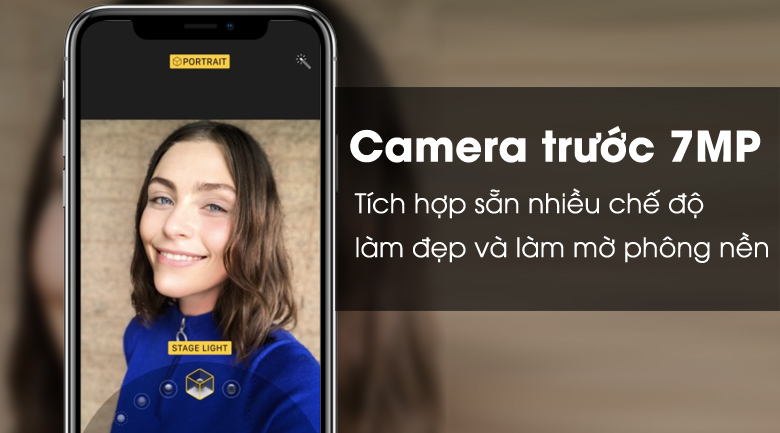 PORTRAIT
STAGE LIGHT
Camera trước 7MP
Tích hợp sẵn nhiều chế độ
làm đẹp và làm mờ phông nền